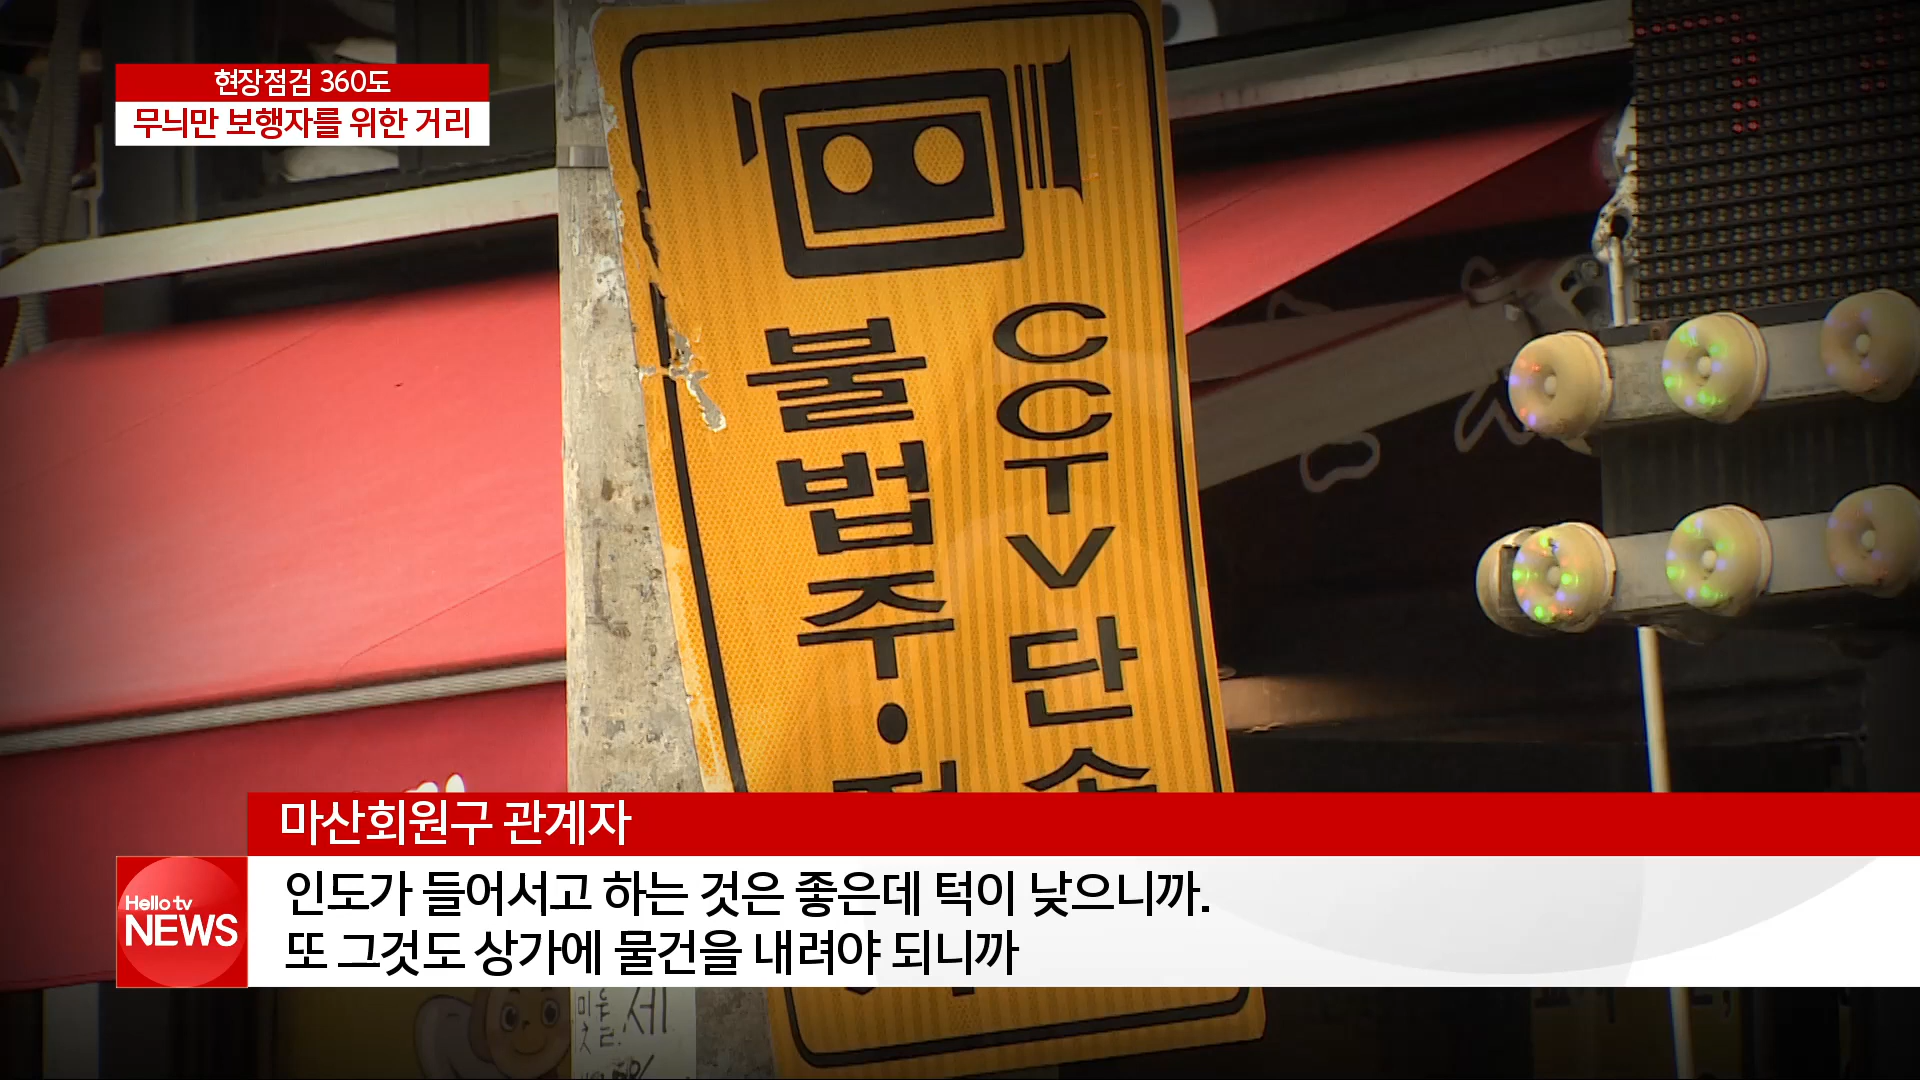 현장점검 360도
무늬만 보행자를 위한 거리
CCTV단속
불법주·
마산회원구 관계자
인도가 들어서고 하는 것은 좋은데 턱이 낮으니까.
또 그것도 상가에 물건을 내려야 되니까
Hello tv
NEWS